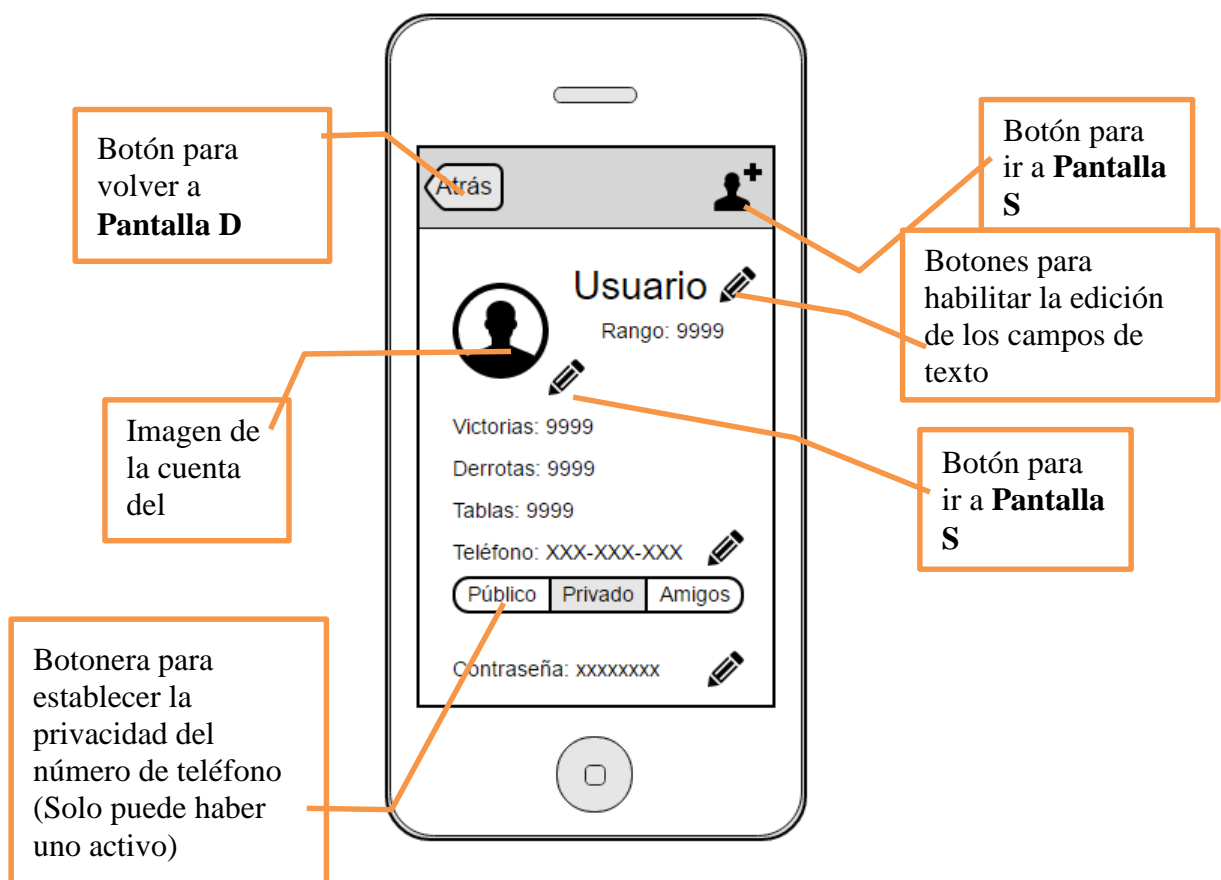 Botón para
volver a
Pantalla D
Botón para
ir a Pantalla
S
Botones para
habilitar la edición
de los campos de
texto
Imagen de
la cuenta
del
Botón para
ir a Pantalla
S
Botonera para
establecer la
privacidad del
número de teléfono
(Solo puede haber
uno activo)
Atrás
Usuario
Rango: 9999
Victorias: 9999
Derrotas: 9999
Tablas: 9999
Teléfono: XXX-XXX-XXX
Público Privado Amigos
Contraseña: xxxxxxxx